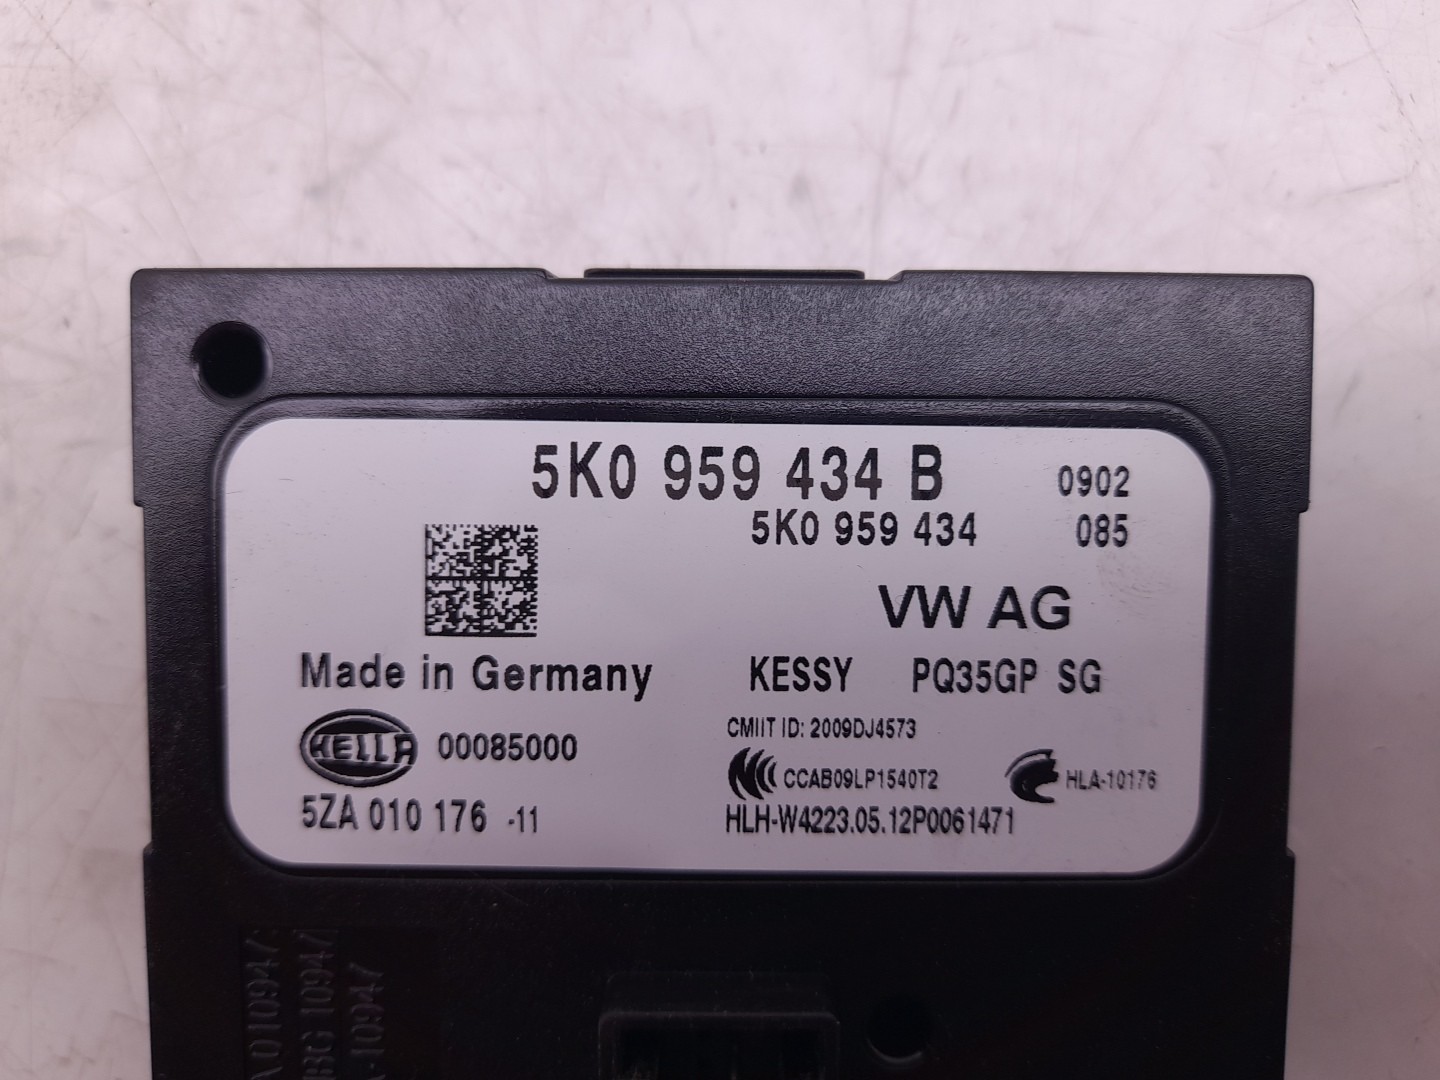 5K0 959 434 B 0902
5K0 959 434 085
VW AG
Made in Germany KESSY PQ35GP SG
HELLA 00085000 CMIIT ID: 2009DJ4573
CCAB09LP1540T2 HLA-10176
5ZA 010 176 -11 HLH-W4223.05.12P0061471